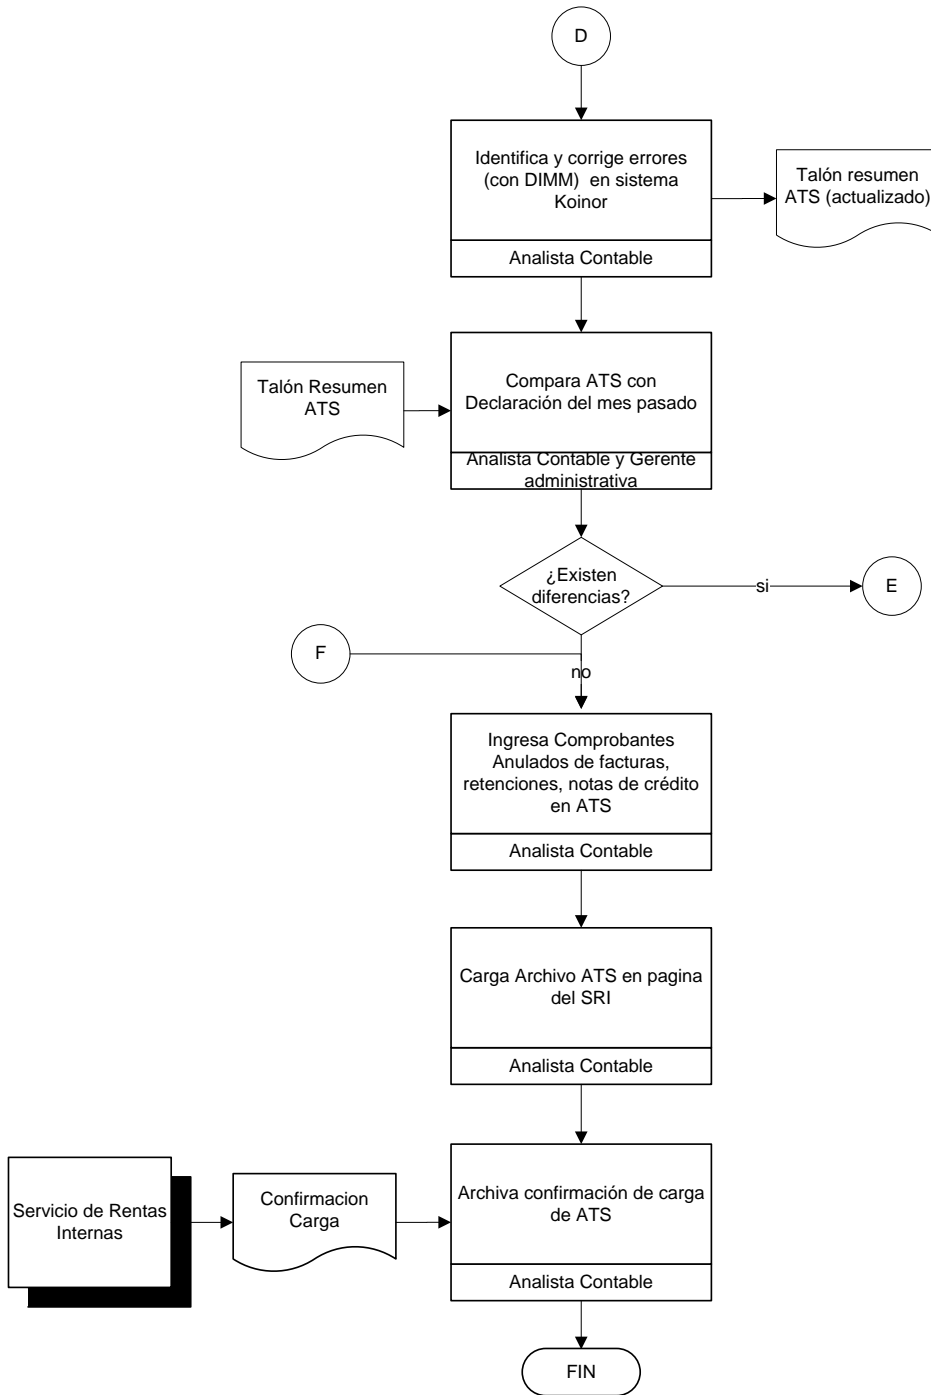 D
Identifica y corrige errores
(con DIMM) en sistema
Koinor
Analista Contable
Talón resumen
ATS (actualizado)
Talón Resumen
ATS
Compara ATS con
Declaración del mes pasado
Analista Contable y Gerente
administrativa
¿Existen
diferencias?
si
E
F
no
Ingresa Comprobantes
Anulados de facturas,
retenciones, notas de crédito
en ATS
Analista Contable
Carga Archivo ATS en pagina
del SRI
Analista Contable
Servicio de Rentas
Internas
Confirmacion
Carga
Archiva confirmación de carga
de ATS
Analista Contable
FIN